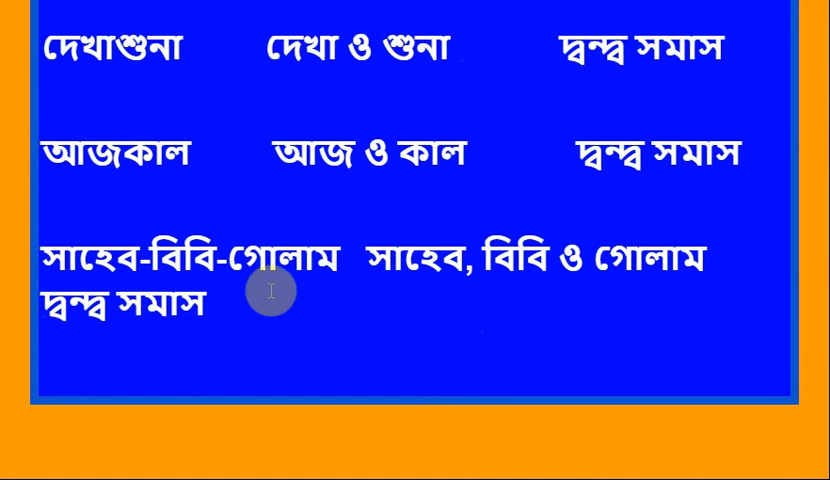 দেখাশুনা দেখা ও শুনা দ্বন্দ্ব সমাস
আজকাল আজ ও কাল দ্বন্দ্ব সমাস
সাহেব-বিবি-গোলাম সাহেব, বিবি ও গোলাম
দ্বন্দ্ব সমাস